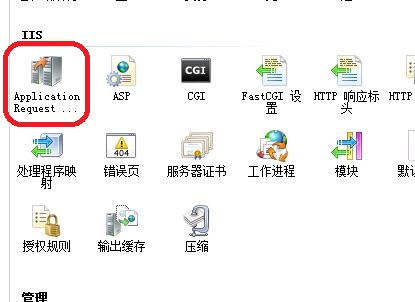 IIS
Application
Request ...
ASP
CGI
FastCGI 设
置
HTTP 响应标
头
HTTP
处理程序映
射
404
错误页
服务器证书
工作进程
模块
默认
授权规则
输出缓存
压缩
管理